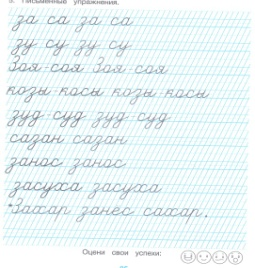 5. Письменные упражнения.
за са за са
зу су зу су
Зоя-соя Зоя-соя
козы косы козы косы
зуд-суд зуд-суд
сазан сазан
занос занос
засуха засуха
*Захар занес сахар.
Оцени свои успехи: